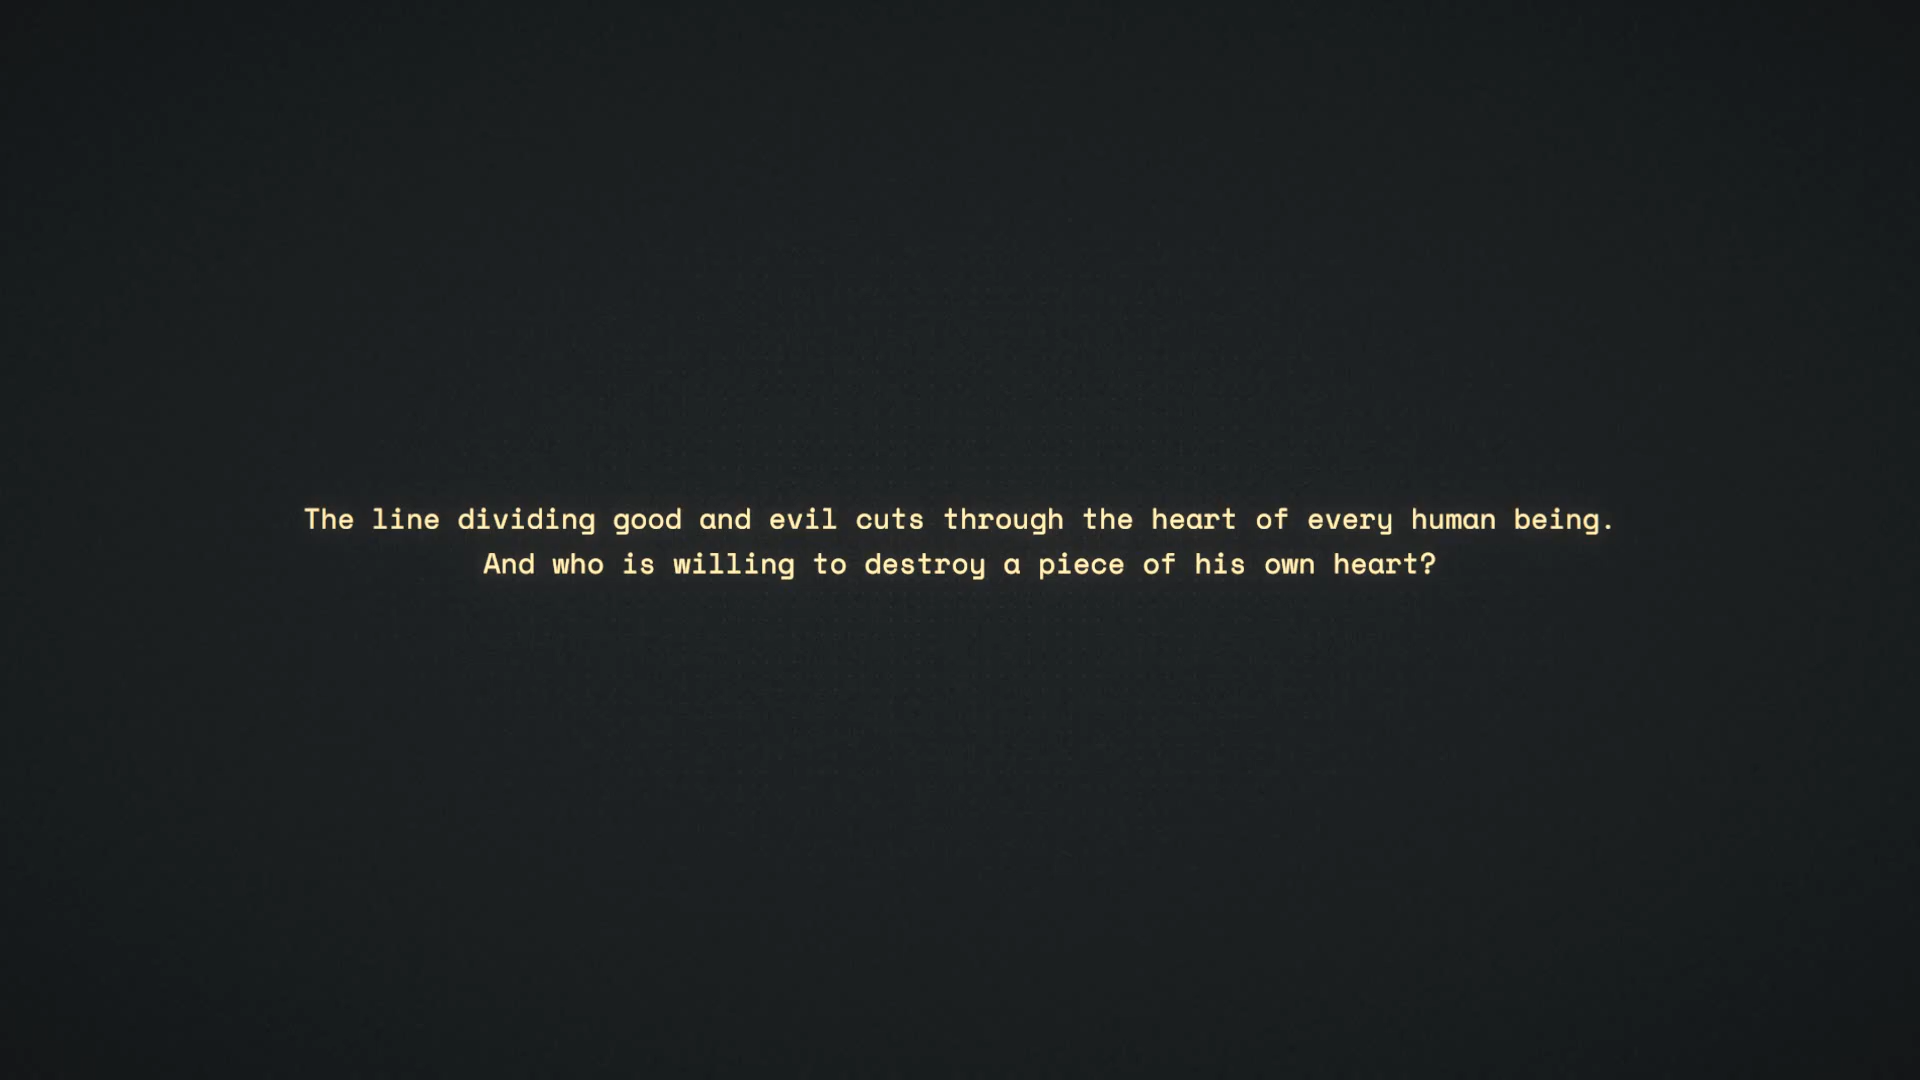 The line dividing good and evil cuts through the heart of every human being.
And who is willing to destroy a piece of his own heart?